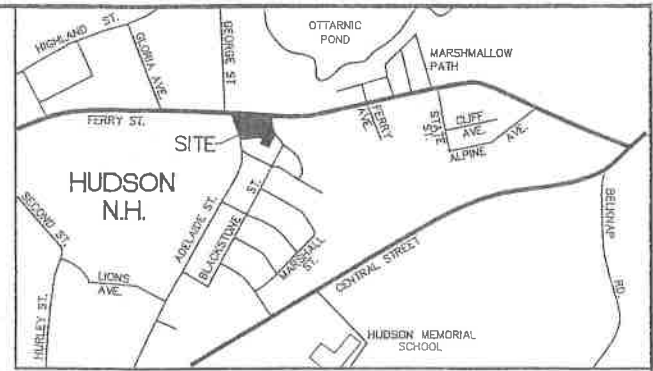 HIGHLAND ST.
GLORIA AVE.
GEORGE ST.
OTTARNIC
POND
MARSHMALLOW
PATH
FERRY ST.
FERRY AVE.
STATE ST.
CLIFF
AVE.
ALPINE AVE.
SITE
HUDSON
N.H.
SECOND ST.
ADELAIDE ST.
BLACKSTONE ST.
MARSHALL ST.
LIONS
AVE.
HURLEY ST.
CENTRAL STREET
BELKNAP RD.
HUDSON MEMORIAL
SCHOOL